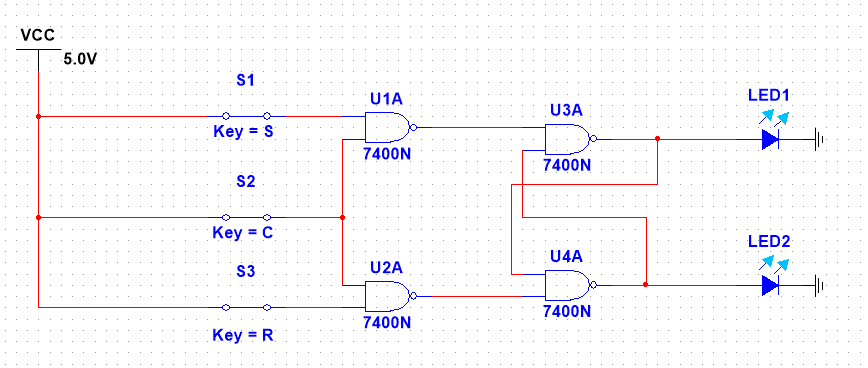 VCC
5.0V
S1
Key = S
S2
Key = C
S3
Key = R
U1A
7400N
U2A
7400N
U3A
7400N
U4A
7400N
LED1
LED2